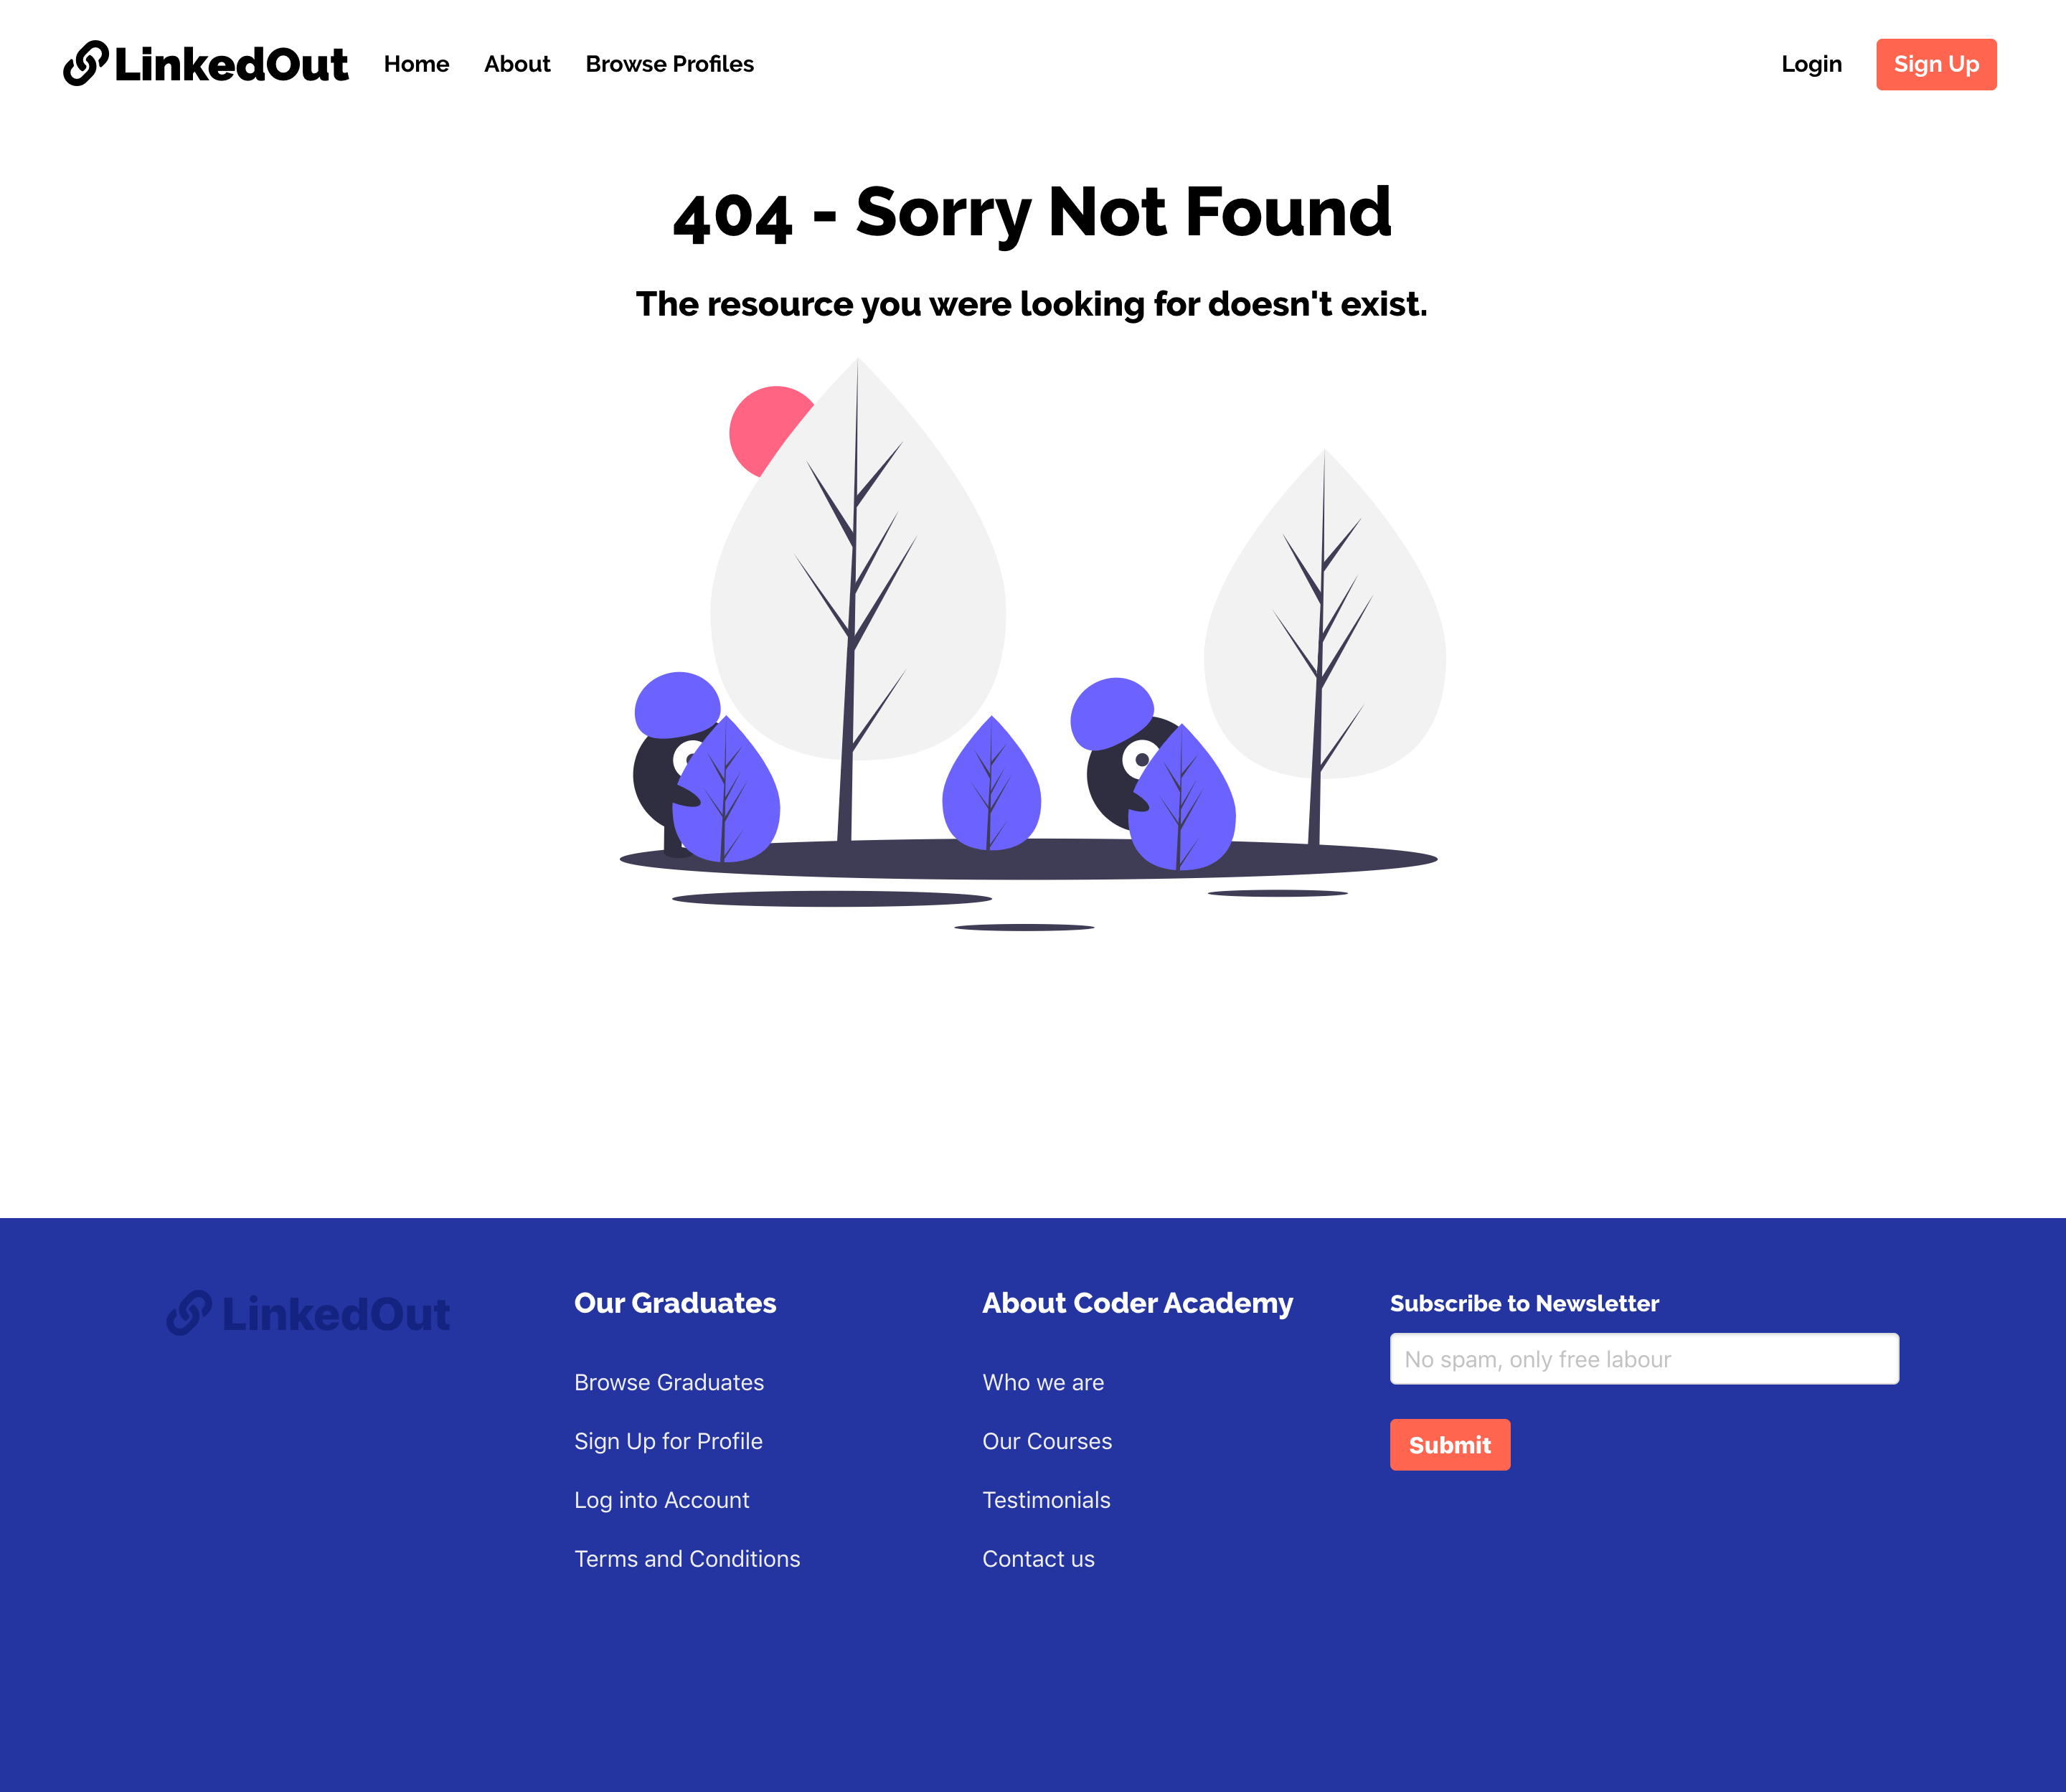 LinkedOut Home About Browse Profiles Login Sign Up
404 - Sorry Not Found
The resource you were looking for doesn't exist.
LinkedOut
Our Graduates
Browse Graduates
Sign Up for Profile
Log into Account
Terms and Conditions
About Coder Academy
Who we are
Our Courses
Testimonials
Contact us
Subscribe to Newsletter
No spam, only free labour
Submit